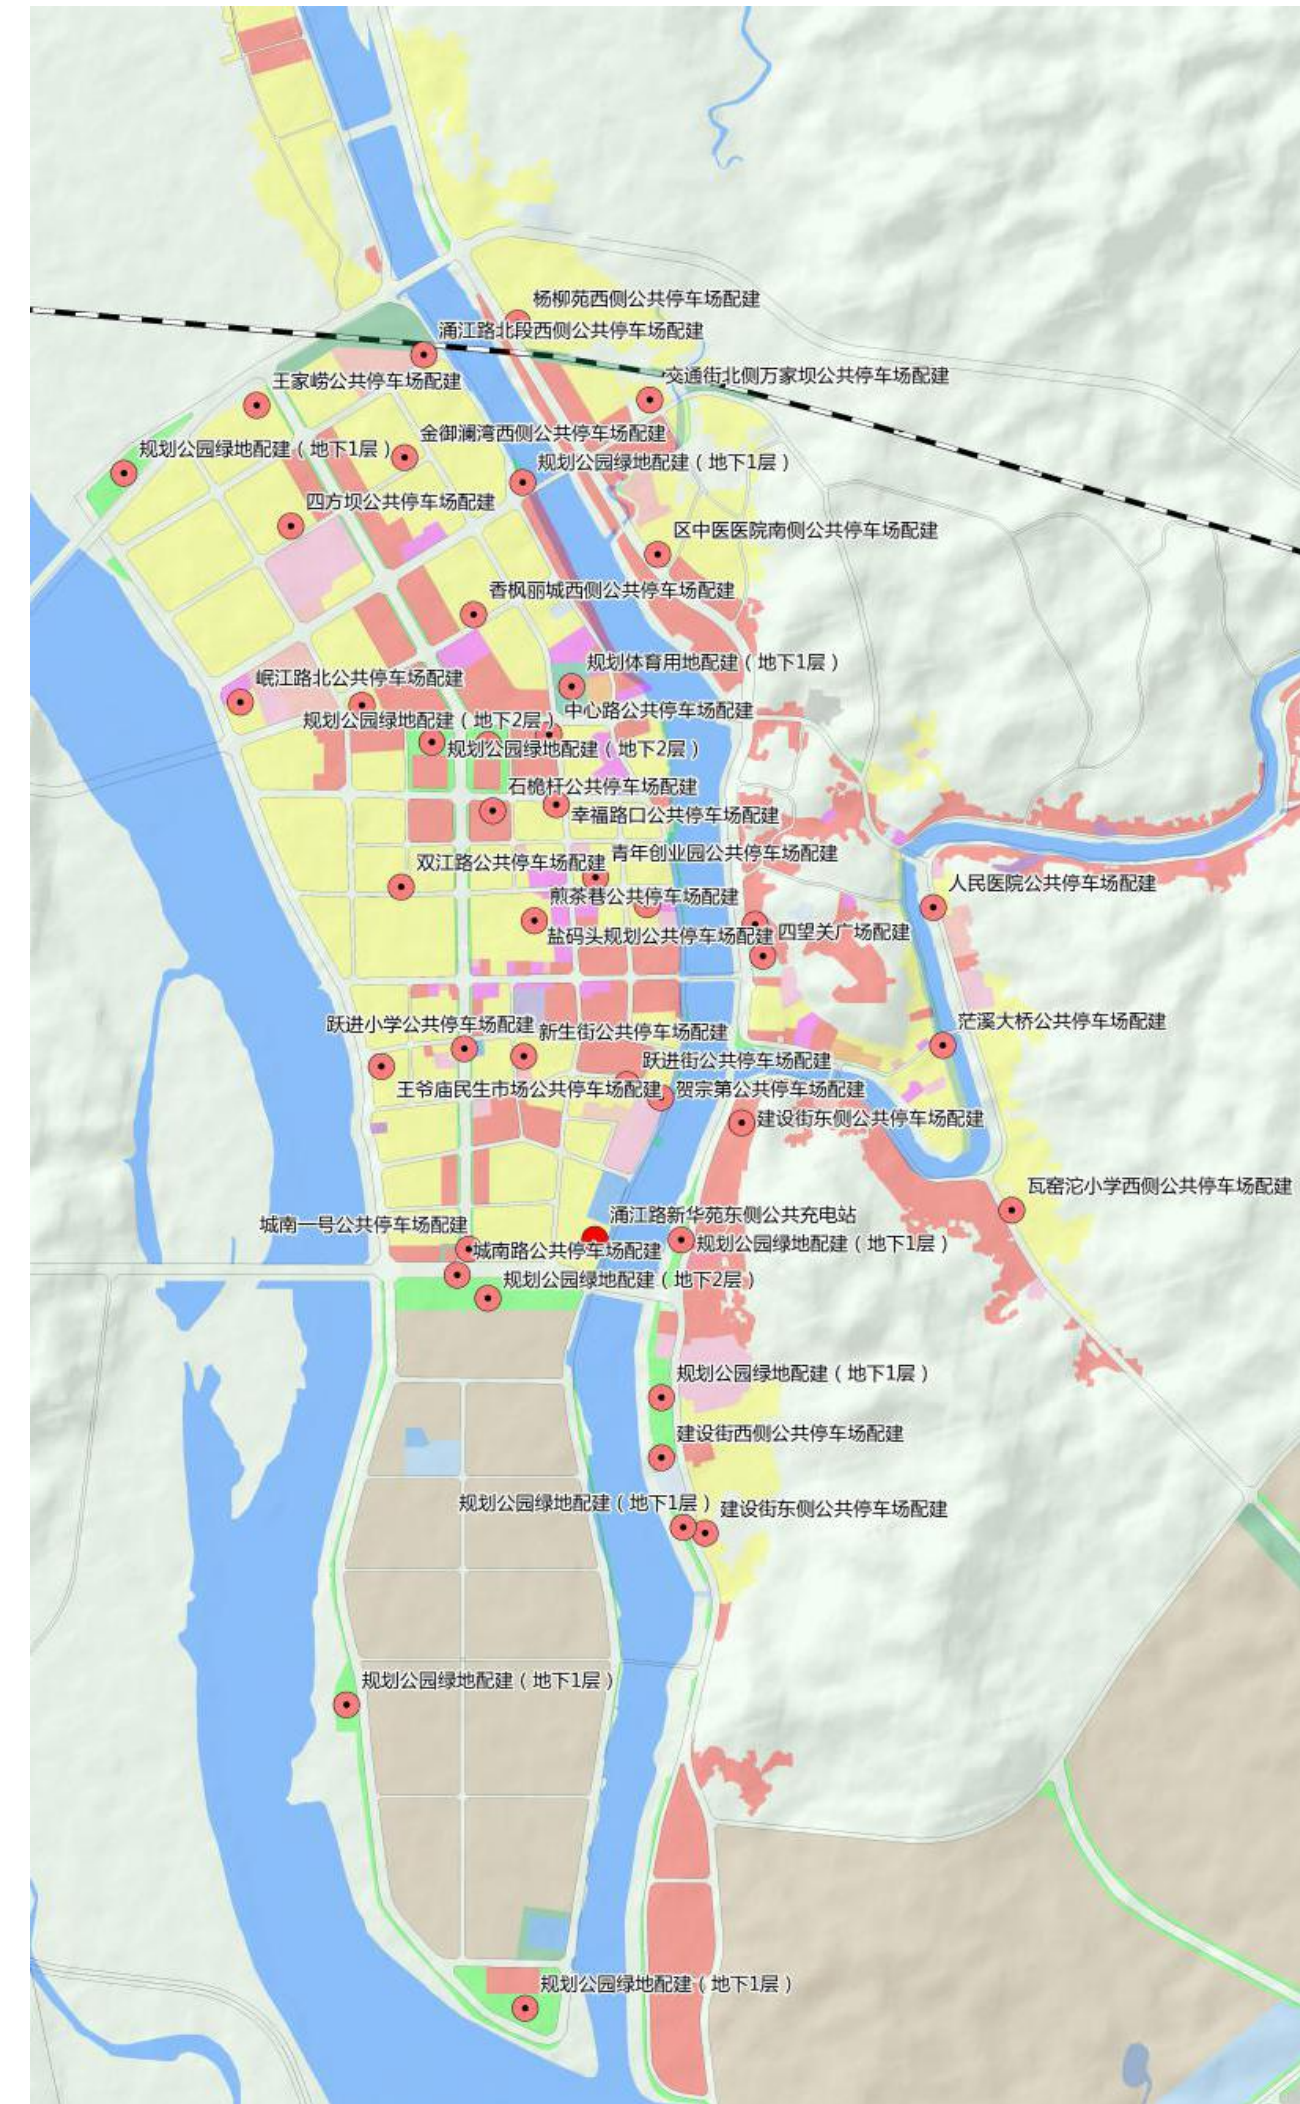 杨柳苑西侧公共停车场配建
涌江路北段西侧公共停车场配建
交通街北侧万家坝公共停车场配建
王家崂公共停车场配建
金御澜湾西侧公共停车场配建
规划公园绿地配建（地下1层）
规划公园绿地配建（地下1层）
四方坝公共停车场配建
区中医医院南侧公共停车场配建
香枫丽城西侧公共停车场配建
规划体育用地配建（地下1层）
岷江路北公共停车场配建
中心路公共停车场配建
规划公园绿地配建（地下2层）
规划公园绿地配建（地下2层）
石桅杆公共停车场配建
幸福路口公共停车场配建
青年创业园公共停车场配建
双江路公共停车场配建
人民医院公共停车场配建
煎茶巷公共停车场配建
四望关广场配建
盐码头规划公共停车场配建
茫溪大桥公共停车场配建
跃进小学公共停车场配建
新生街公共停车场配建
跃进街公共停车场配建
王爷庙民生市场公共停车场配建
贺宗第公共停车场配建
建设街东侧公共停车场配建
瓦窑沱小学西侧公共停车场配建
涌江路新华苑东侧公共充电站
城南一号公共停车场配建
规划公园绿地配建（地下1层）
城南路公共停车场配建
规划公园绿地配建（地下2层）
规划公园绿地配建（地下1层）
建设街西侧公共停车场配建
规划公园绿地配建（地下1层）
建设街东侧公共停车场配建
规划公园绿地配建（地下1层）
规划公园绿地配建（地下1层）